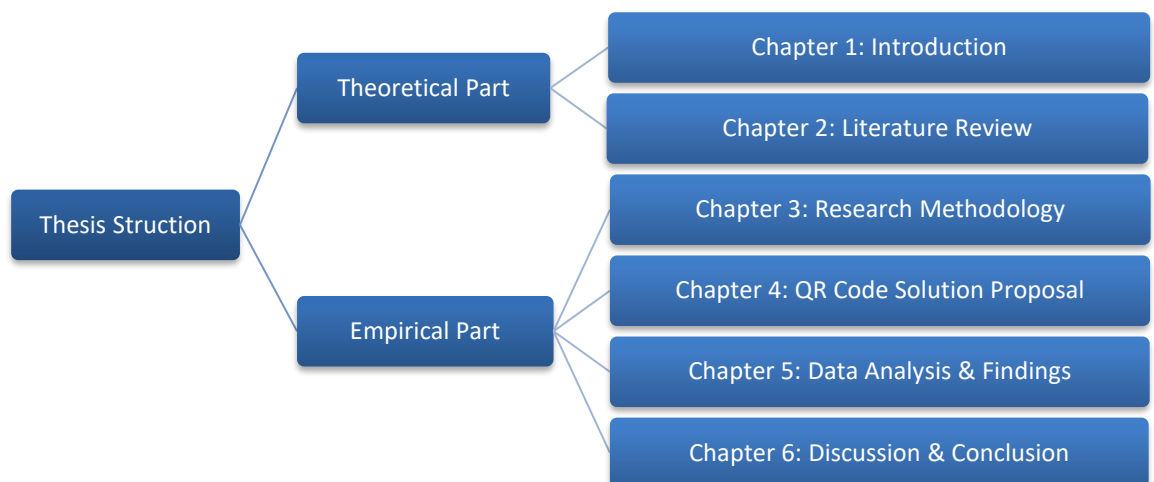 Thesis Struction
Theoretical Part
Chapter 1: Introduction
Chapter 2: Literature Review
Empirical Part
Chapter 3: Research Methodology
Chapter 4: QR Code Solution Proposal
Chapter 5: Data Analysis & Findings
Chapter 6: Discussion & Conclusion